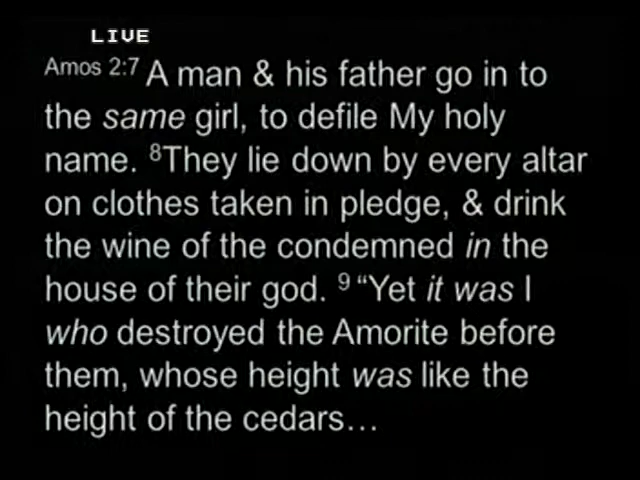 LIVE
Amos 2:7 A man & his father go in to
the same girl, to defile My holy
name. 8They lie down by every altar
on clothes taken in pledge, & drink
the wine of the condemned in the
house of their god. 9 “Yet it was I
who destroyed the Amorite before
them, whose height was like the
height of the cedars…